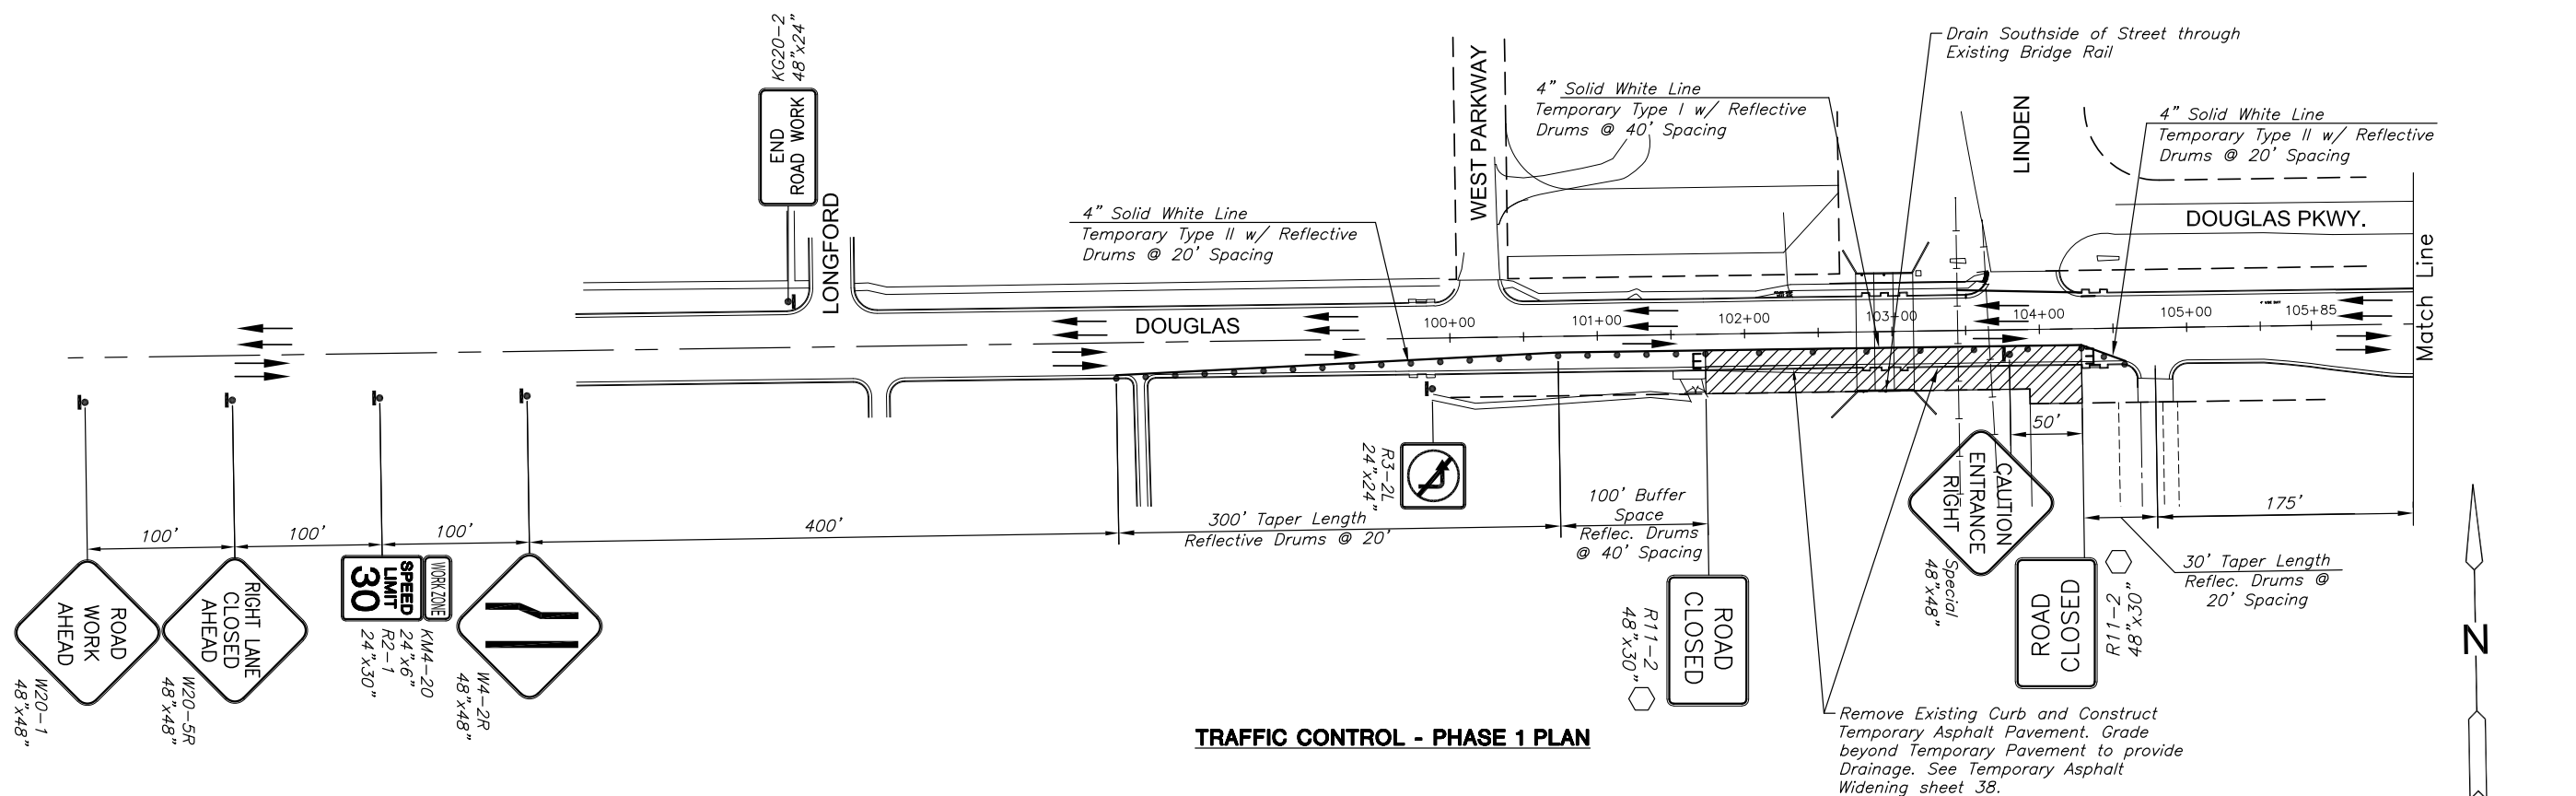 KG20-2
48"x24"
END
ROAD WORK
LONGFORD
WEST PARKWAY
4" Solid White Line
Temporary Type I w/ Reflective
Drums @ 40' Spacing
Drain Southside of Street through
Existing Bridge Rail
LINDEN
4" Solid White Line
Temporary Type II w/ Reflective
Drums @ 20' Spacing
DOUGLAS PKWY.
Match Line
4" Solid White Line
Temporary Type II w/ Reflective
Drums @ 20' Spacing
DOUGLAS
100+00
101+00
102+00
103+00
104+00
105+00
105+85
100'
100'
100'
400'
300' Taper Length
Reflective Drums @ 20'
100' Buffer
Space
Reflec. Drums
@ 40' Spacing
50'
175'
30' Taper Length
Reflec. Drums @
20' Spacing
ROAD
WORK
AHEAD
W20-1
48"x48"
RIGHT LANE
CLOSED
AHEAD
W20-5R
48"x48"
WORK ZONE
SPEED
LIMIT
30
KM4-20
24"x6"
R2-1
24"x30"
W4-2R
48"x48"
R3-2L
24"x24"
ROAD
CLOSED
R11-2
48"x30"
CAUTION
ENTRANCE
RIGHT
Special
48"x48"
ROAD
CLOSED
R11-2
48"x30"
N
Remove Existing Curb and Construct
Temporary Asphalt Pavement. Grade
beyond Temporary Pavement to provide
Drainage. See Temporary Asphalt
Widening sheet 38.
TRAFFIC CONTROL - PHASE 1 PLAN